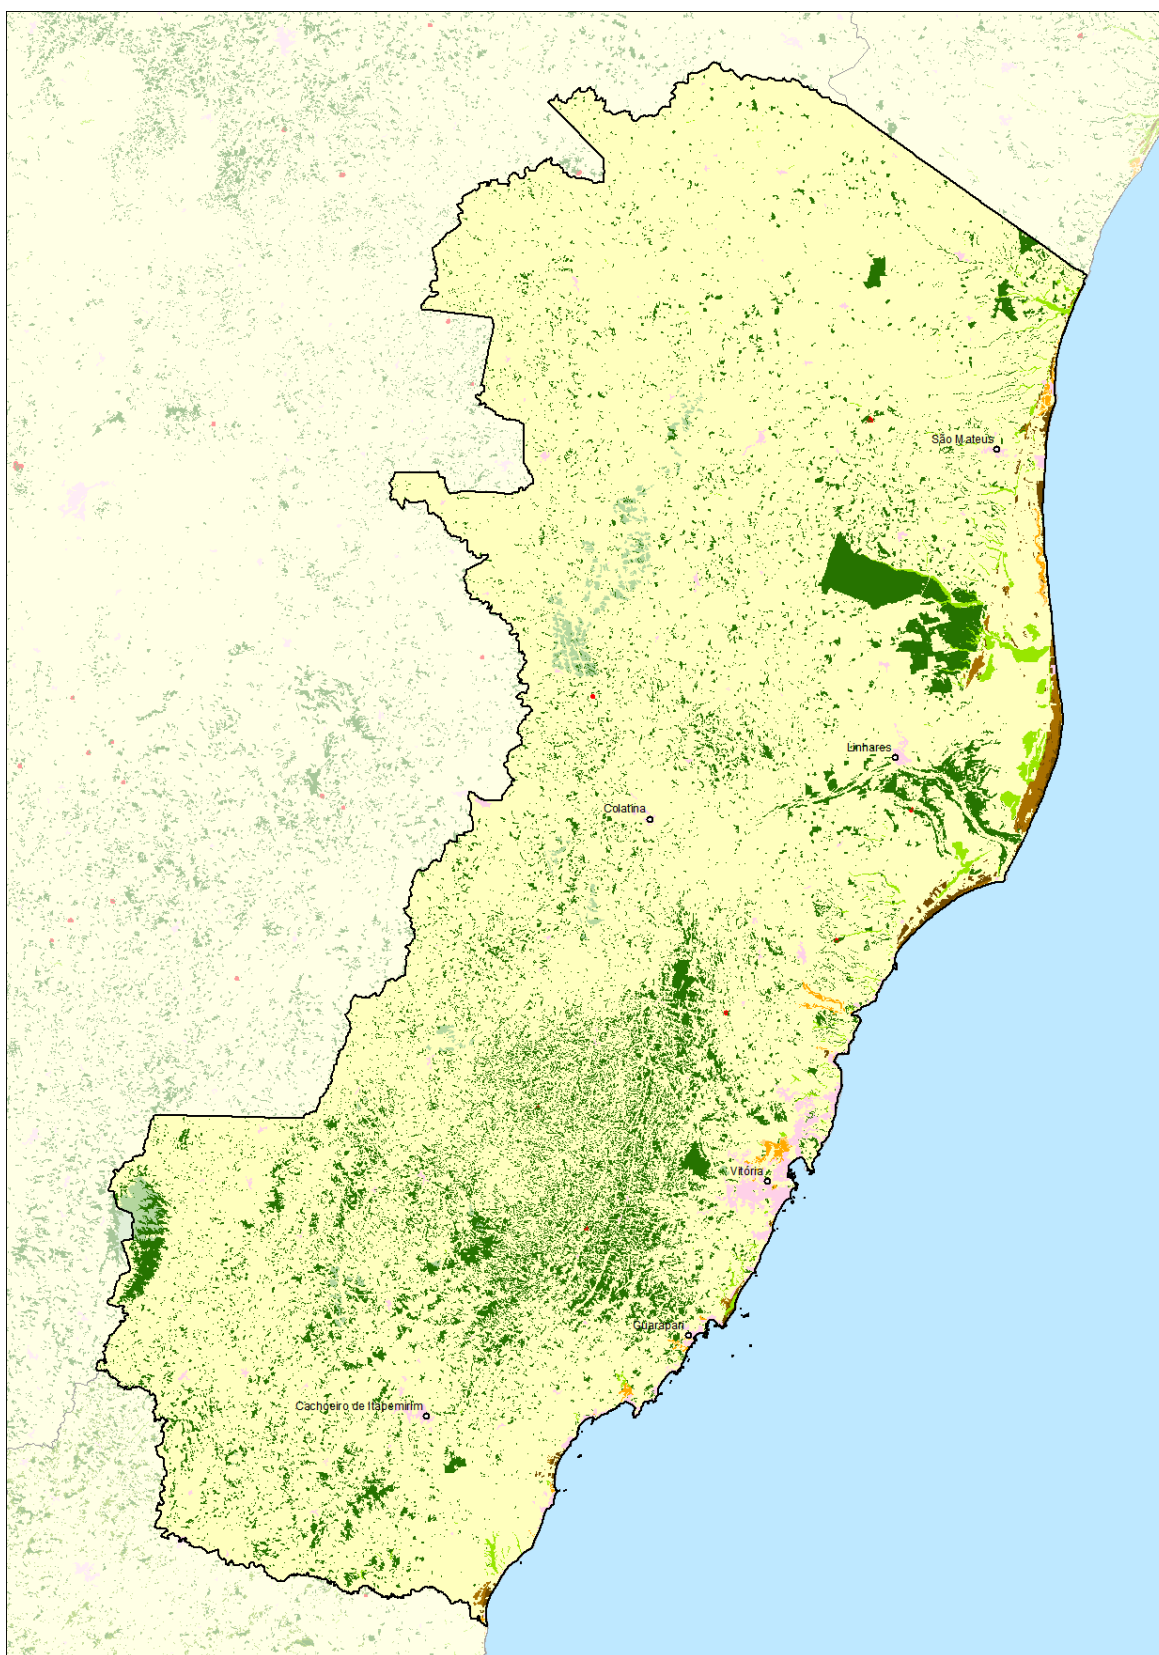 São Mateus
Linhares
Colatina
Vitória
Guarapari
Cachoeiro de Itapemirim